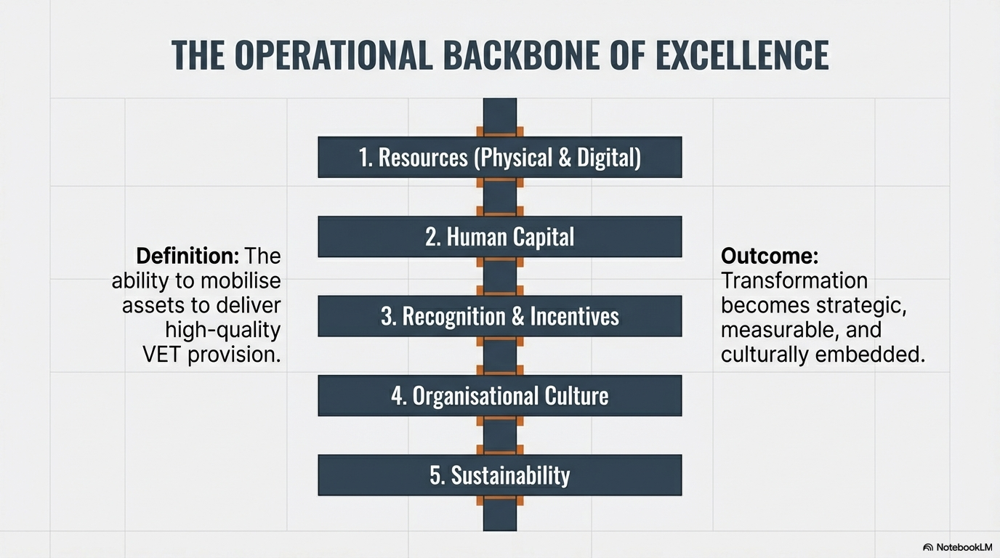 THE OPERATIONAL BACKBONE OF EXCELLENCE
Definition: The
ability to mobilise
assets to deliver
high-quality
VET provision.
1. Resources (Physical & Digital)
2. Human Capital
3. Recognition & Incentives
4. Organisational Culture
5. Sustainability
Outcome:
Transformation
becomes strategic,
measurable, and
culturally embedded.
NotebookLM